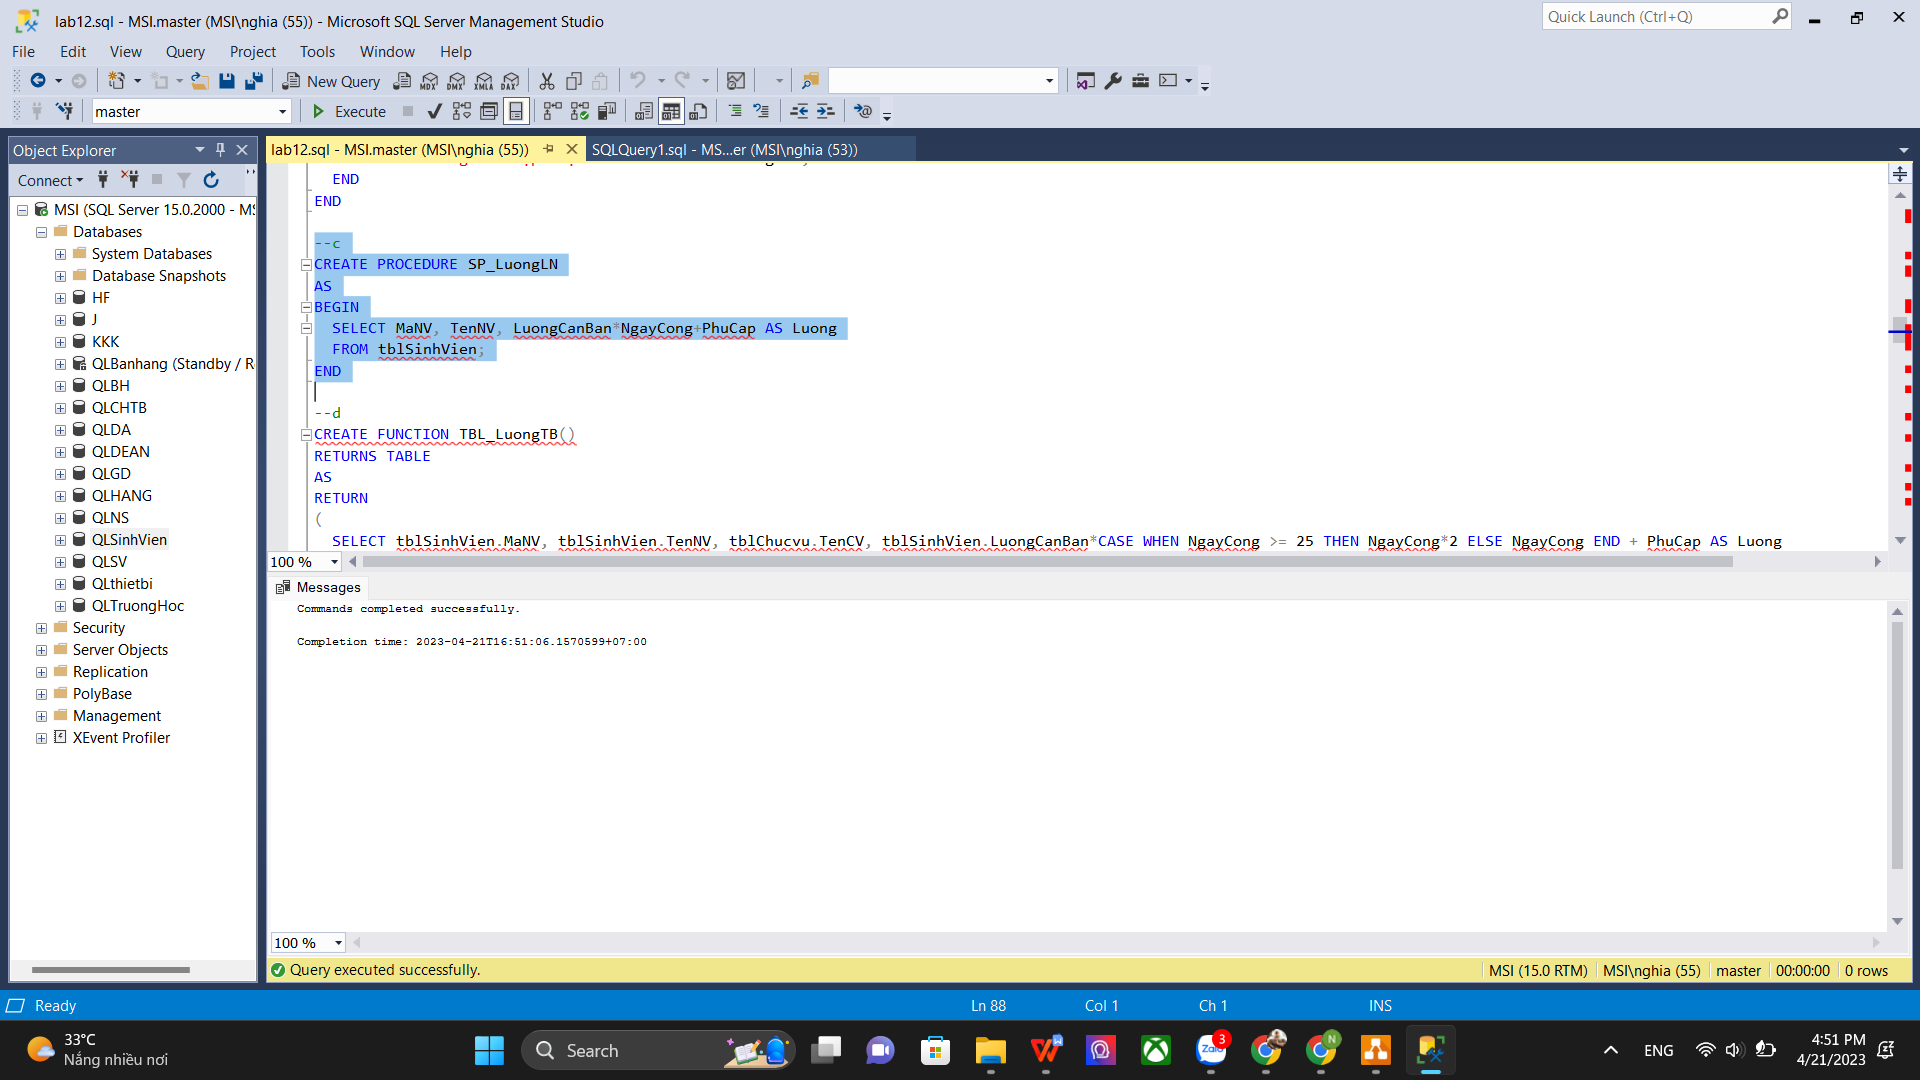 lab12.sql - MSI.master (MSI\nghia (55)) - Microsoft SQL Server Management Studio
Quick Launch (Ctrl+Q)
File Edit View Query Project Tools Window Help
New Query MDX DMX XMLA DAX
master Execute
Object Explorer
lab12.sql - MSI.master (MSI\nghia (55))
SQLQuery1.sql - MS...er (MSI\nghia (53))
Connect
MSI (SQL Server 15.0.2000 - MS
Databases
System Databases
Database Snapshots
HF
J
KKK
QLBanhang (Standby / R
QLBH
QLCHTB
QLDA
QLDEAN
QLGD
QLHANG
QLNS
QLSinhVien
QLSV
QLthietbi
QLTruongHoc
Security
Server Objects
Replication
PolyBase
Management
XEvent Profiler
END
END
--c
CREATE PROCEDURE SP_LuongLN
AS
BEGIN
SELECT MaNV, TenNV, LuongCanBan*NgayCong+PhuCap AS Luong
FROM tblSinhVien;
END
--d
CREATE FUNCTION TBL_LuongTB()
RETURNS TABLE
AS
RETURN
(
SELECT tblSinhVien.MaNV, tblSinhVien.TenNV, tblChucvu.TenCV, tblSinhVien.LuongCanBan*CASE WHEN NgayCong >= 25 THEN NgayCong*2 ELSE NgayCong END + PhuCap AS Luong
100 %
Messages
Commands completed successfully.
Completion time: 2023-04-21T16:51:06.1570599+07:00
100 %
Query executed successfully.
MSI (15.0 RTM) MSI\nghia (55) master 00:00:00 0 rows
Ready
Ln 88 Col 1 Ch 1 INS
33°C
Nắng nhiều nơi
Search
Zalo
3
N
ENG
4:51 PM
4/21/2023